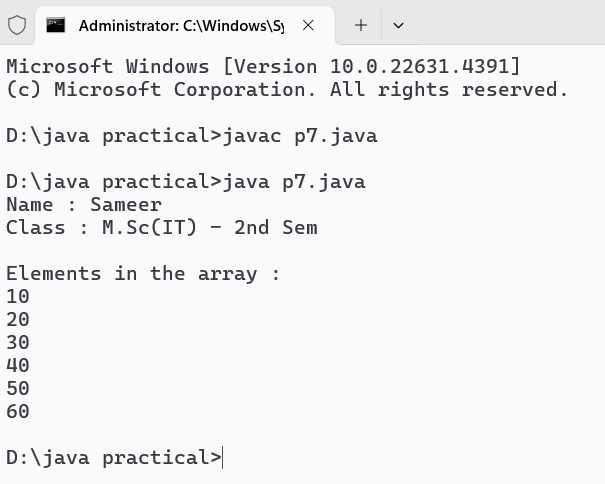 Administrator: C:\Windows\Sy
Microsoft Windows [Version 10.0.22631.4391]
(c) Microsoft Corporation. All rights reserved.
D:\java practical>javac p7.java
D:\java practical>java p7.java
Name : Sameer
Class : M.Sc(IT) - 2nd Sem
Elements in the array :
10
20
30
40
50
60
D:\java practical>